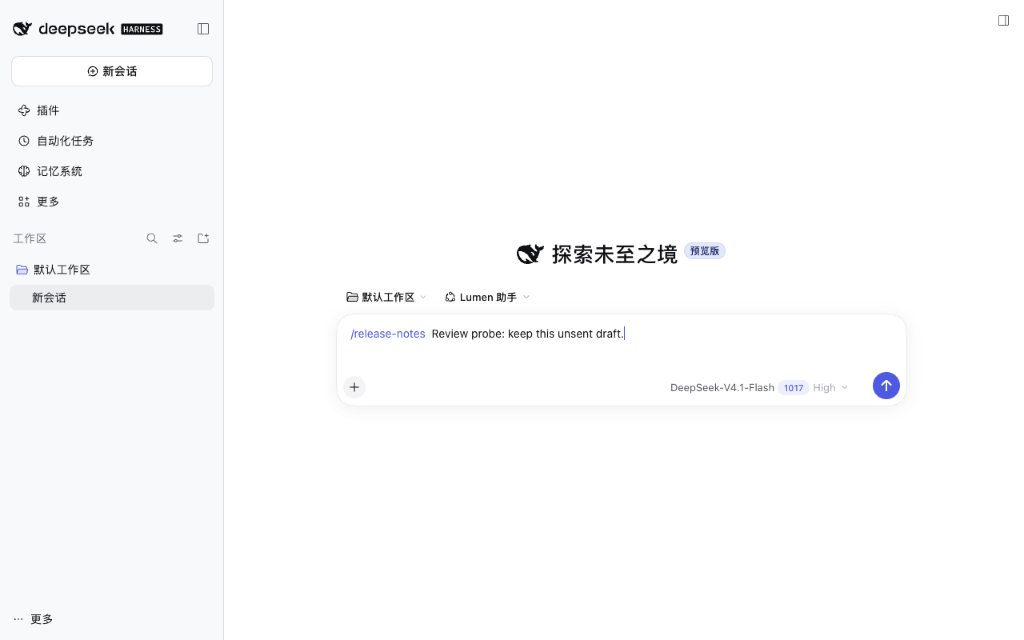 deepseek HARNESS
新会话
插件
自动化任务
记忆系统
更多
工作区
默认工作区
新会话
更多
探索未至之境 预览版
默认工作区 Lumen 助手
/release-notes Review probe: keep this unsent draft.
DeepSeek-V4.1-Flash 1017 High